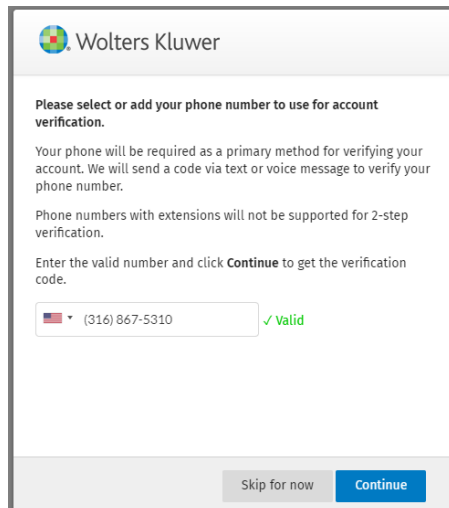 Wolters Kluwer
Please select or add your phone number to use for account
verification.
Your phone will be required as a primary method for verifying your
account. We will send a code via text or voice message to verify your
phone number.
Phone numbers with extensions will not be supported for 2-step
verification.
Enter the valid number and click Continue to get the verification
code.
(316) 867-5310 ✓ Valid
Skip for now Continue